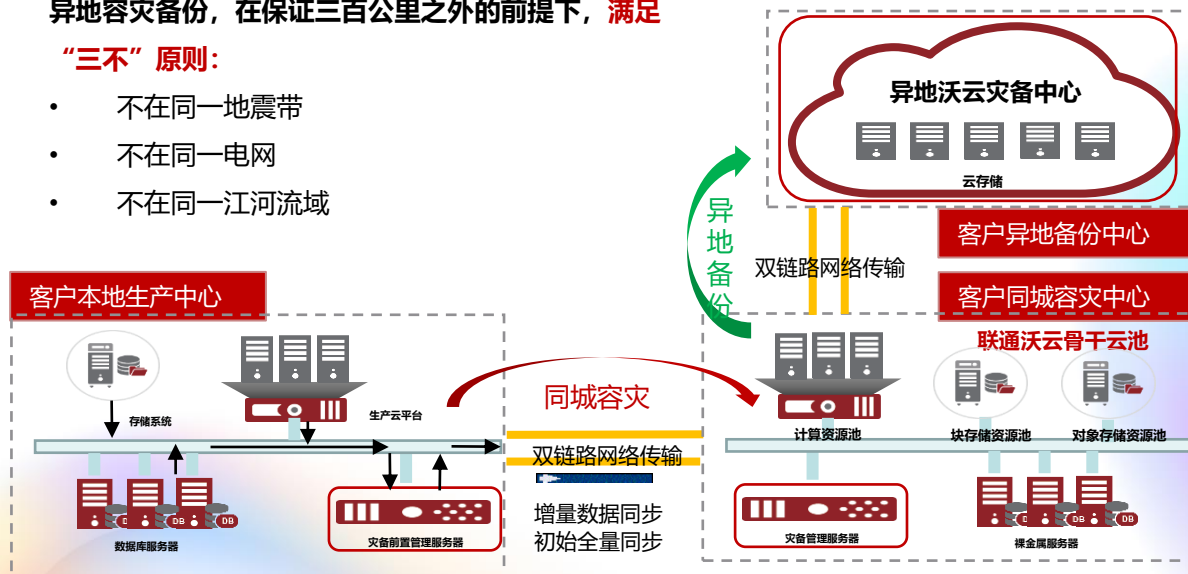 异地容灾备份，在保证三百公里之外的前提下，满足
“三不”原则：
• 不在同一地震带
• 不在同一电网
• 不在同一江河流域
异地沃云灾备中心
云存储
异地备份
双链路网络传输
客户异地备份中心
客户同城容灾中心
联通沃云骨干云池
客户本地生产中心
存储系统
生产云平台
DB
DB
数据库服务器
灾备前置管理服务器
同城容灾
双链路网络传输
增量数据同步
初始全量同步
计算资源池
块存储资源池
对象存储资源池
灾备管理服务器
DB
DB
裸金属服务器